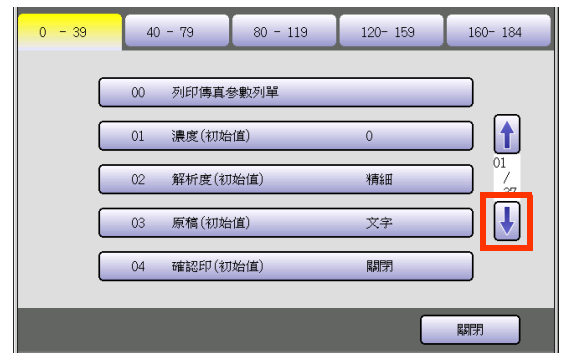 0 - 39 40 - 79 80 - 119 120- 159 160- 184
00 列印傳真參數列單
01 濃度(初始值) 0
02 解析度(初始值) 精細
03 原稿(初始值) 文字
04 確認印(初始值) 關閉
01
/
37
關閉